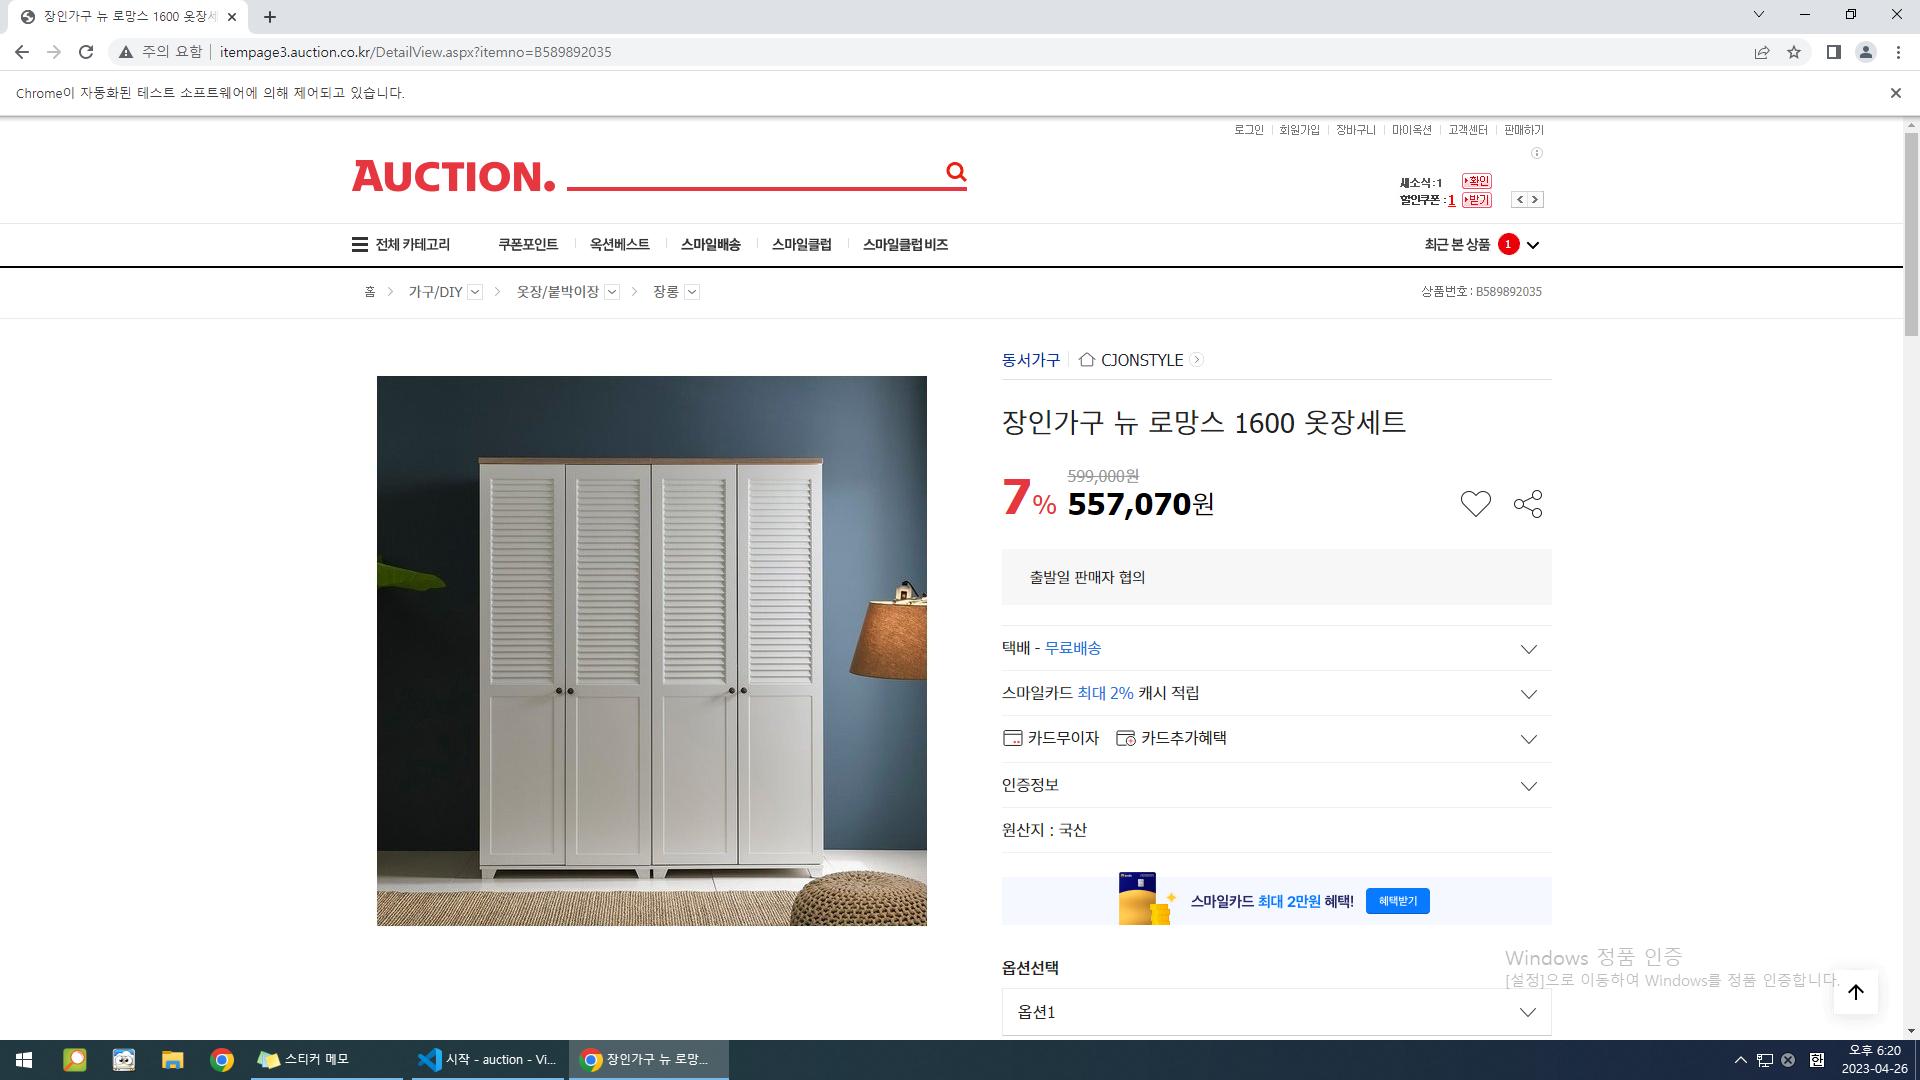 장인가구 뉴 로망스 1600 옷장세
주의 요함 itempage3.auction.co.kr/DetailView.aspx?itemno=B589892035
Chrome이 자동화된 테스트 소프트웨어에 의해 제어되고 있습니다.
로그인 회원가입 장바구니 마이옥션 고객센터 판매하기
AUCTION.
새소식:1 확인
할인쿠폰 :1 받기
전체 카테고리 쿠폰포인트 옥션베스트 스마일배송 스마일클럽 스마일클럽 비즈 최근 본 상품 1
홈 가구/DIY 옷장/붙박이장 장롱 상품번호 : B589892035
동서가구 CJONSTYLE
장인가구 뉴 로망스 1600 옷장세트
599,000원
7% 557,070원
출발일 판매자 협의
택배 - 무료배송
스마일카드 최대 2% 캐시 적립
카드무이자 카드추가혜택
인증정보
원산지 : 국산
스마일카드 최대 2만원 혜택! 혜택받기
옵션선택
옵션1
Windows 정품 인증
[설정]으로 이동하여 Windows를 정품 인증합니다.
스티커 메모 시작 - auction - Vi... 장인가구 뉴 로망... 한 오후 6:20
2023-04-26